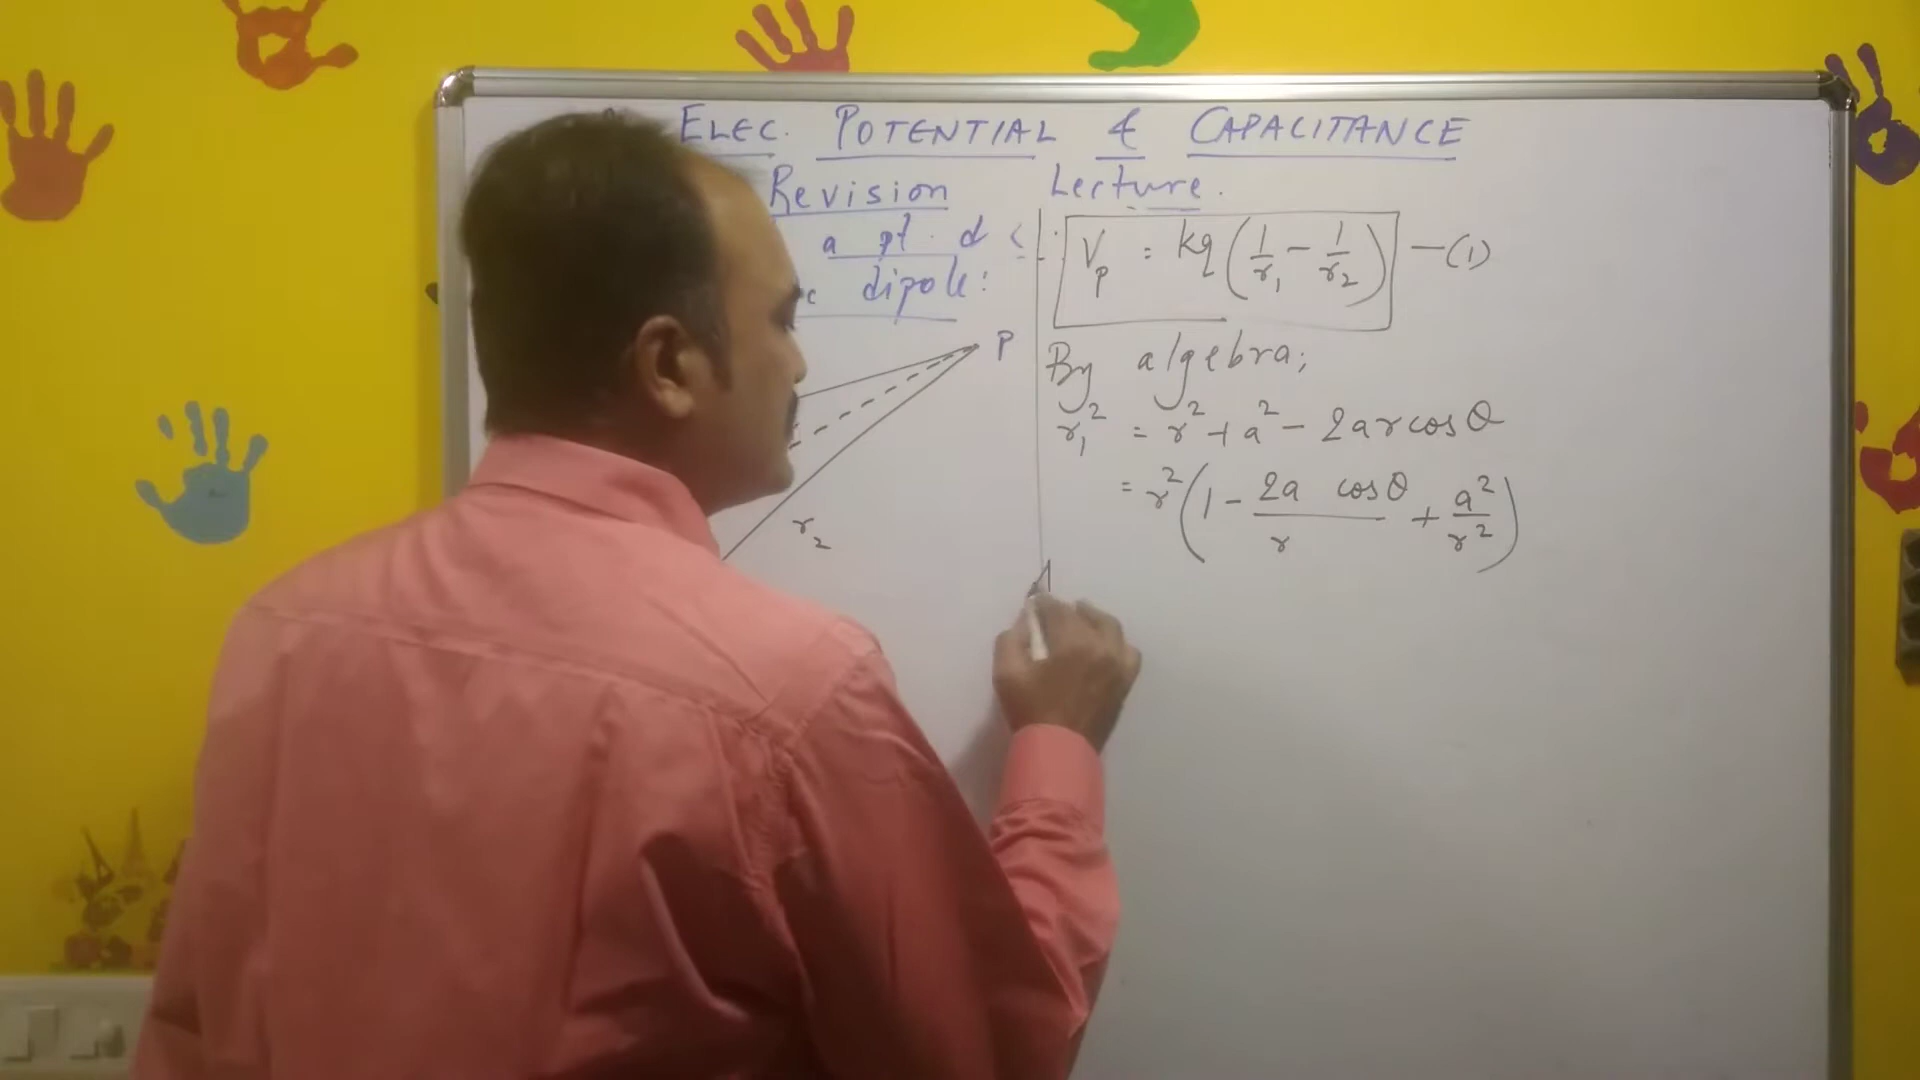 ELEC. POTENTIAL & CAPACITANCE
Revision Lecture.
a pt. d
dipole:
P
r₂
V_p = kq (1/r₁ - 1/r₂) —(1)
By algebra;
r₁² = r² + a² - 2ar cos θ
= r² (1 - 2a cos θ/r + a²/r²)